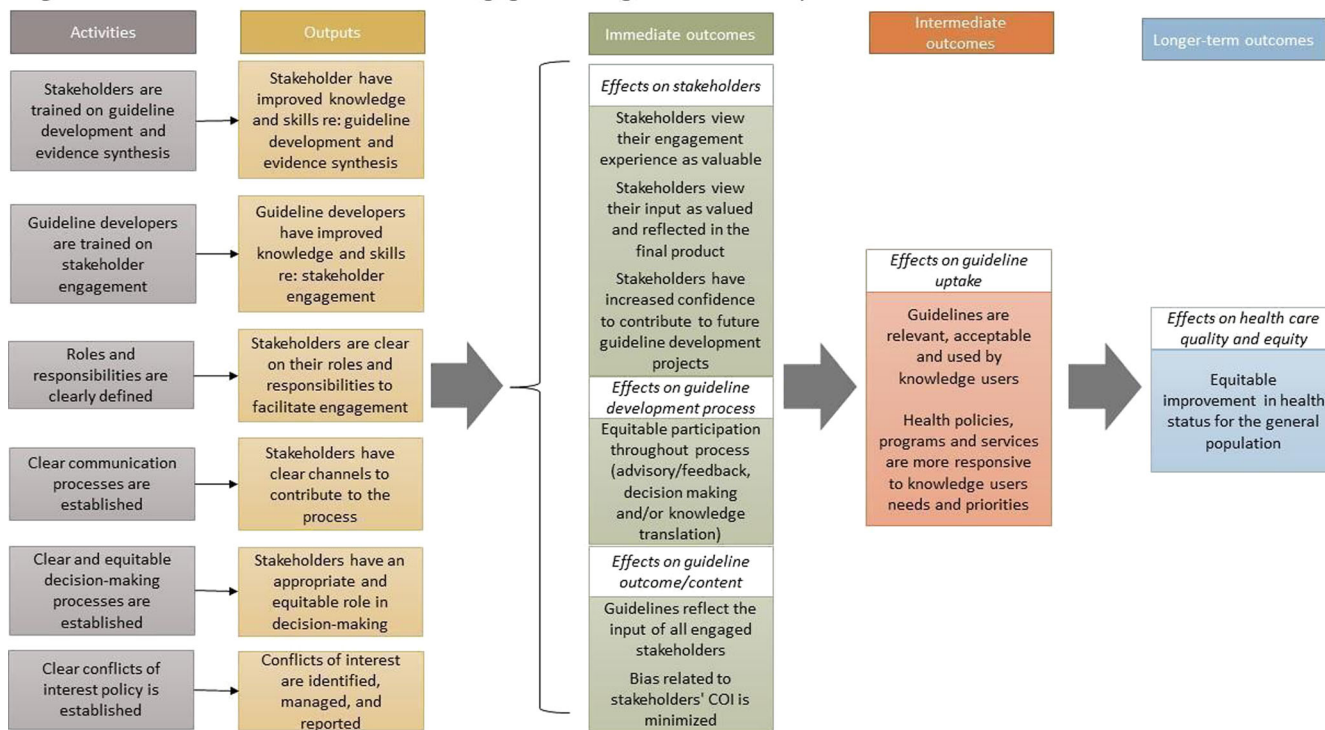 Activities
Outputs
Immediate outcomes
Intermediate
outcomes
Longer-term outcomes
Stakeholders are
trained on guideline
development and
evidence synthesis
Stakeholder have
improved knowledge
and skills re: guideline
development and
evidence synthesis
Guideline developers
are trained on
stakeholder
engagement
Guideline developers
have improved
knowledge and skills
re: stakeholder
engagement
Roles and
responsibilities are
clearly defined
Stakeholders are clear
on their roles and
responsibilities to
facilitate engagement
Clear communication
processes are
established
Stakeholders have
clear channels to
contribute to the
process
Clear and equitable
decision-making
processes are
established
Stakeholders have an
appropriate and
equitable role in
decision-making
Clear conflicts of
interest policy is
established
Conflicts of interest
are identified,
managed, and
reported
Effects on stakeholders
Stakeholders view
their engagement
experience as valuable
Stakeholders view
their input as valued
and reflected in the
final product
Stakeholders have
increased confidence
to contribute to future
guideline development
projects
Effects on guideline
development process
Equitable participation
throughout process
(advisory/feedback,
decision making
and/or knowledge
translation)
Effects on guideline
outcome/content
Guidelines reflect the
input of all engaged
stakeholders
Bias related to
stakeholders' COI is
minimized
Effects on guideline
uptake
Guidelines are
relevant, acceptable
and used by
knowledge users
Health policies,
programs and services
are more responsive
to knowledge users
needs and priorities
Effects on health care
quality and equity
Equitable
improvement in health
status for the general
population